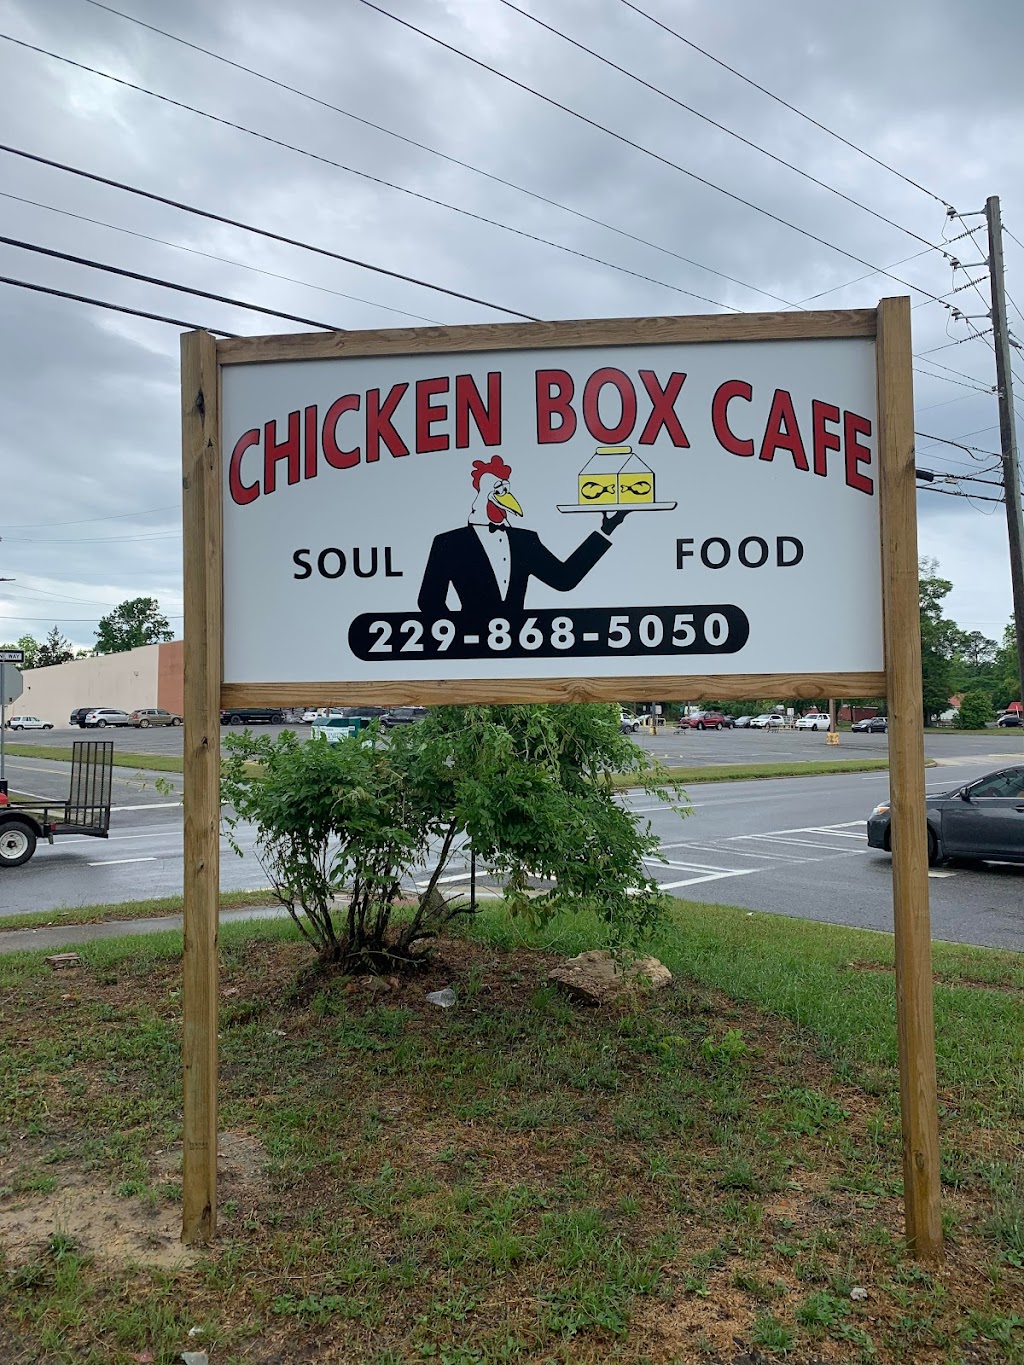 CHICKEN BOX CAFE
SOUL FOOD
229-868-5050